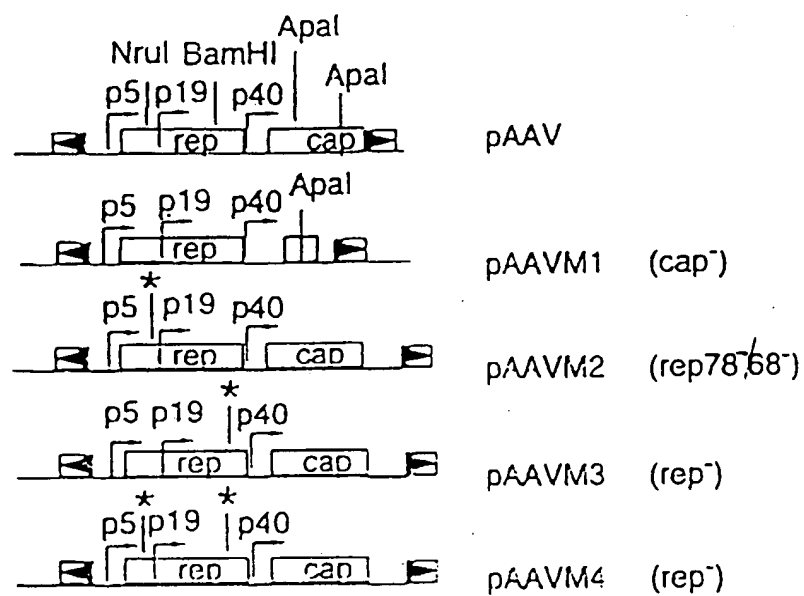 ApaI
NruI BamHI
ApaI
p5 p19 p40
rep cap pAAV
ApaI
p5 p19 p40
rep pAAVM1 (cap⁻)
*
p5 p19 p40
rep cap pAAVM2 (rep78⁻/68⁻)
*
p5 p19 p40
rep cap pAAVM3 (rep⁻)
* *
p5 p19 p40
rep cap pAAVM4 (rep⁻)